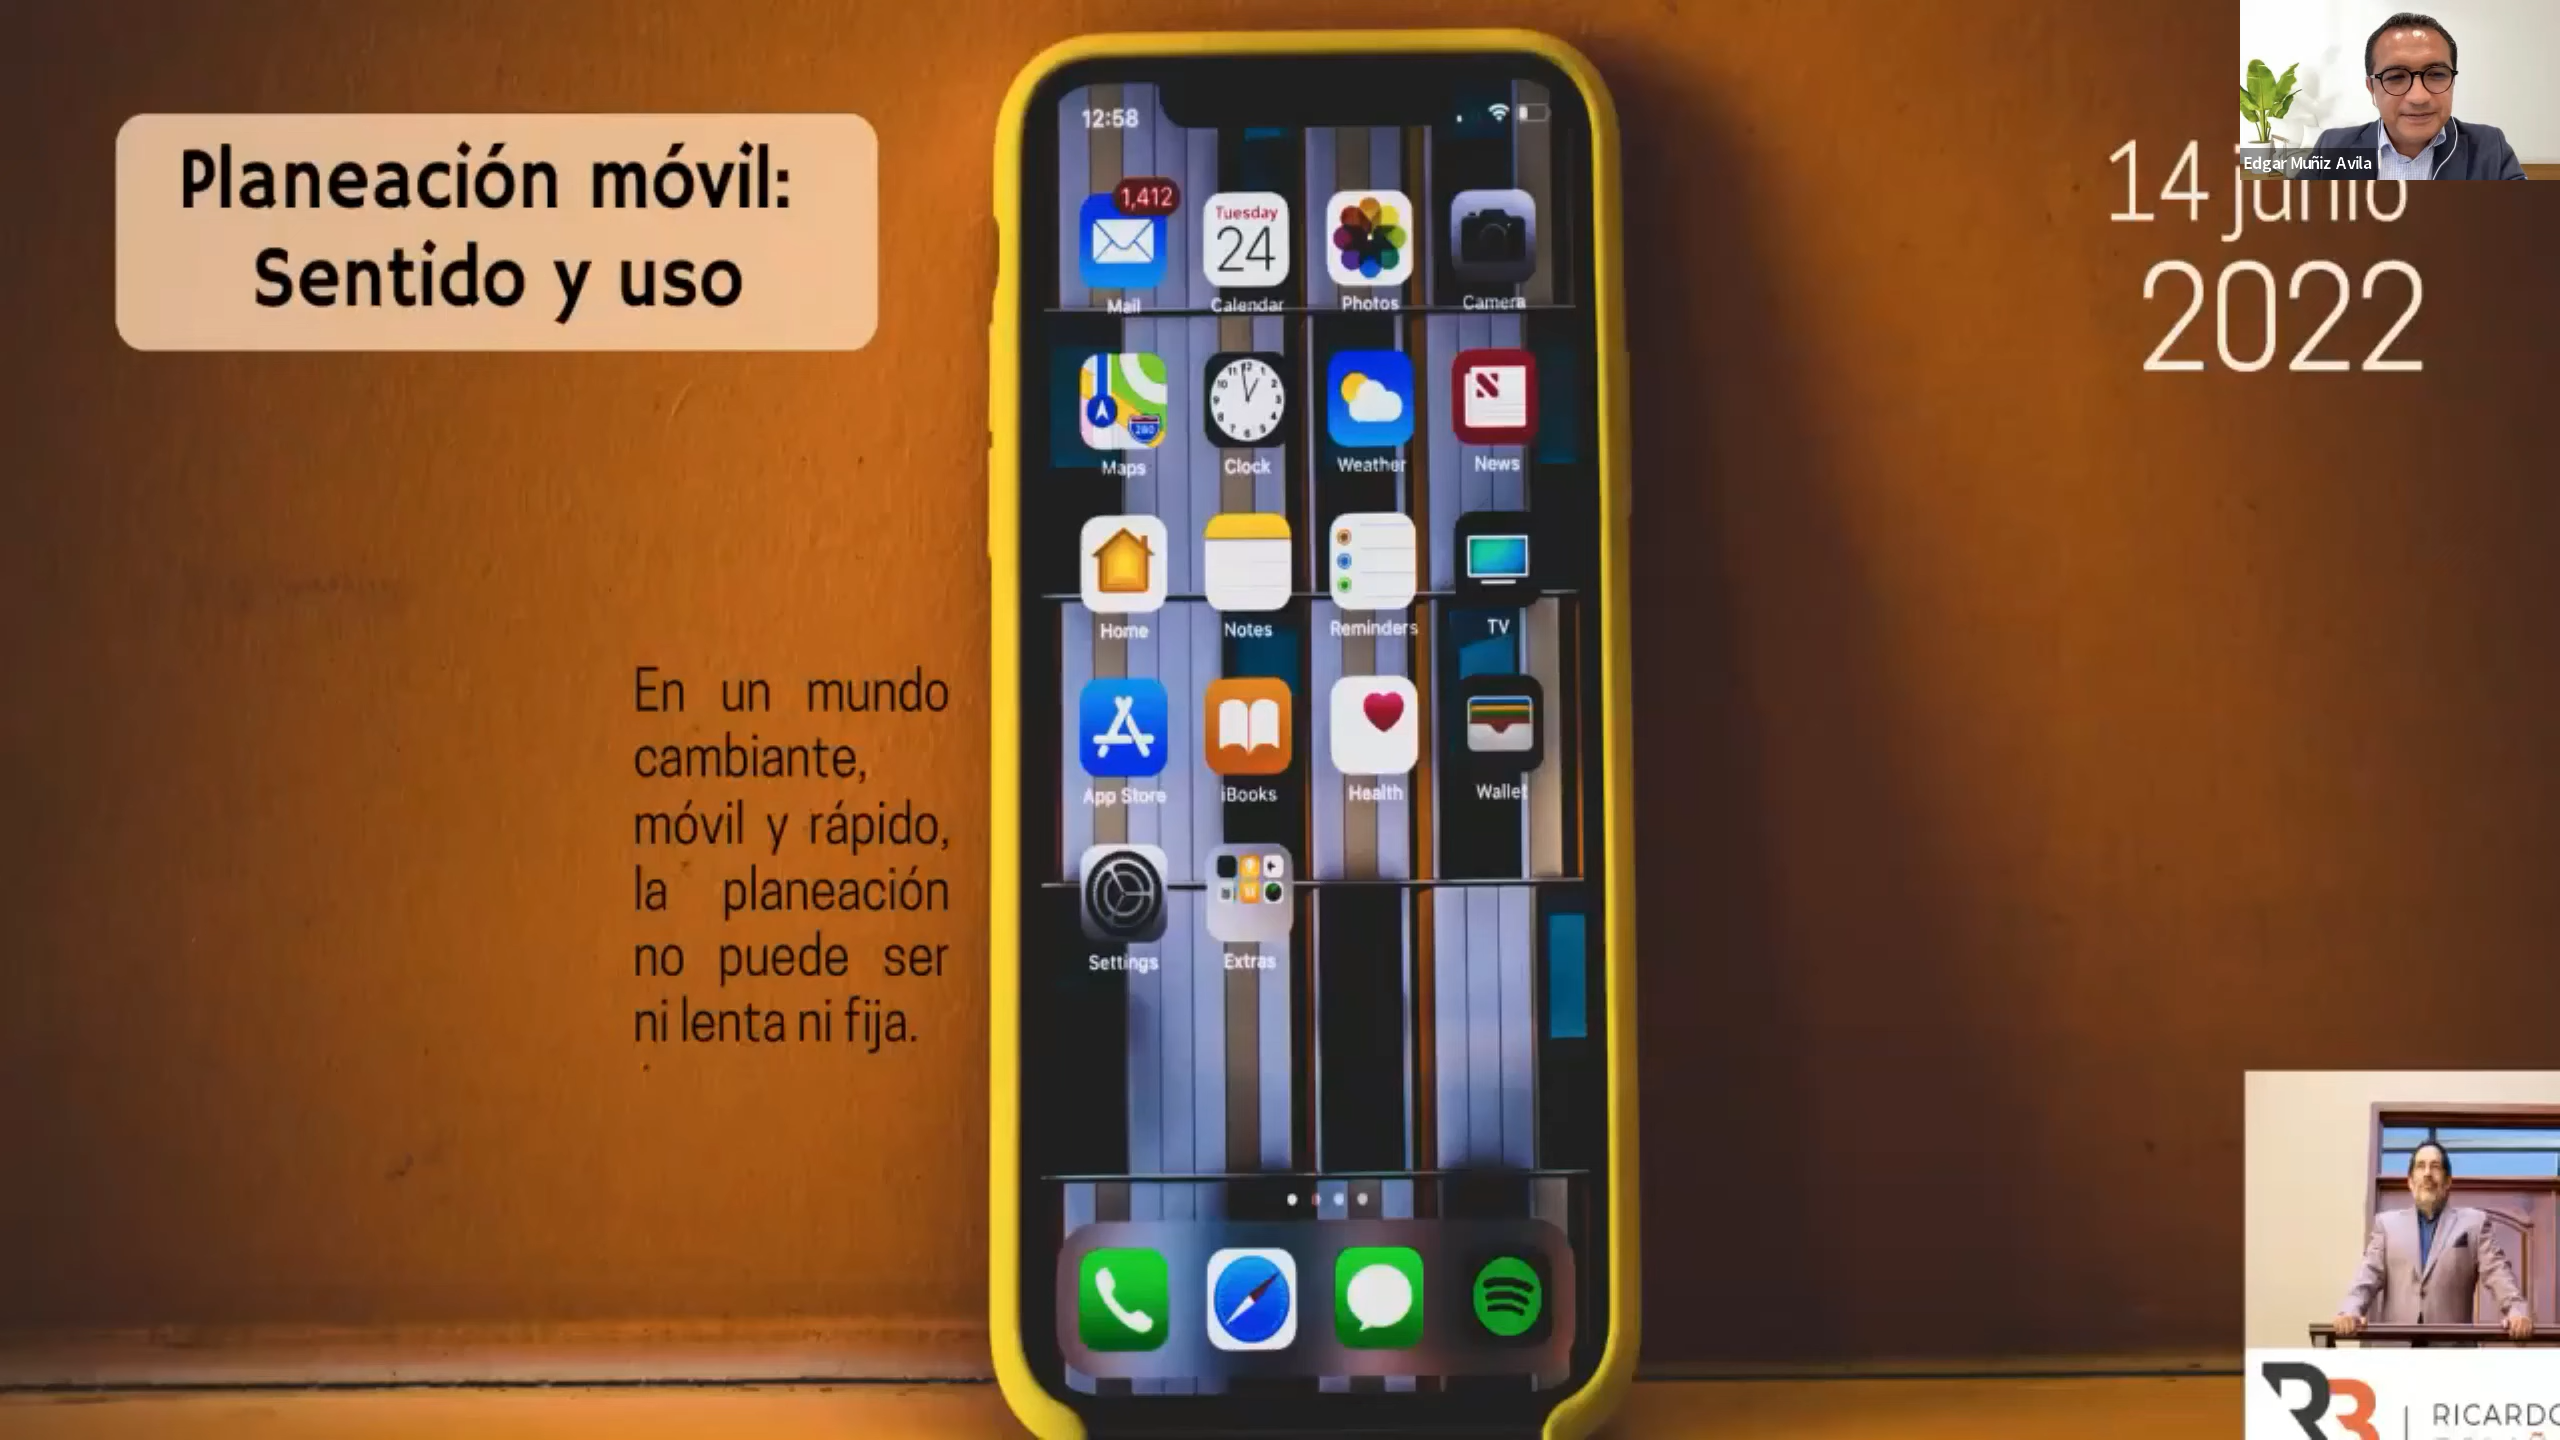 Planeación móvil:
Sentido y uso
14 junio
2022
Edgar Muñiz Avila
12:58
1,412
Tuesday
24
Mail
Calendar
Photos
Camera
280
Maps
Clock
Weather
News
Home
Notes
Reminders
TV
En un mundo
cambiante,
móvil y rápido,
la planeación
no puede ser
ni lenta ni fija.
App Store
iBooks
Health
Wallet
Settings
Extras
RICARDO